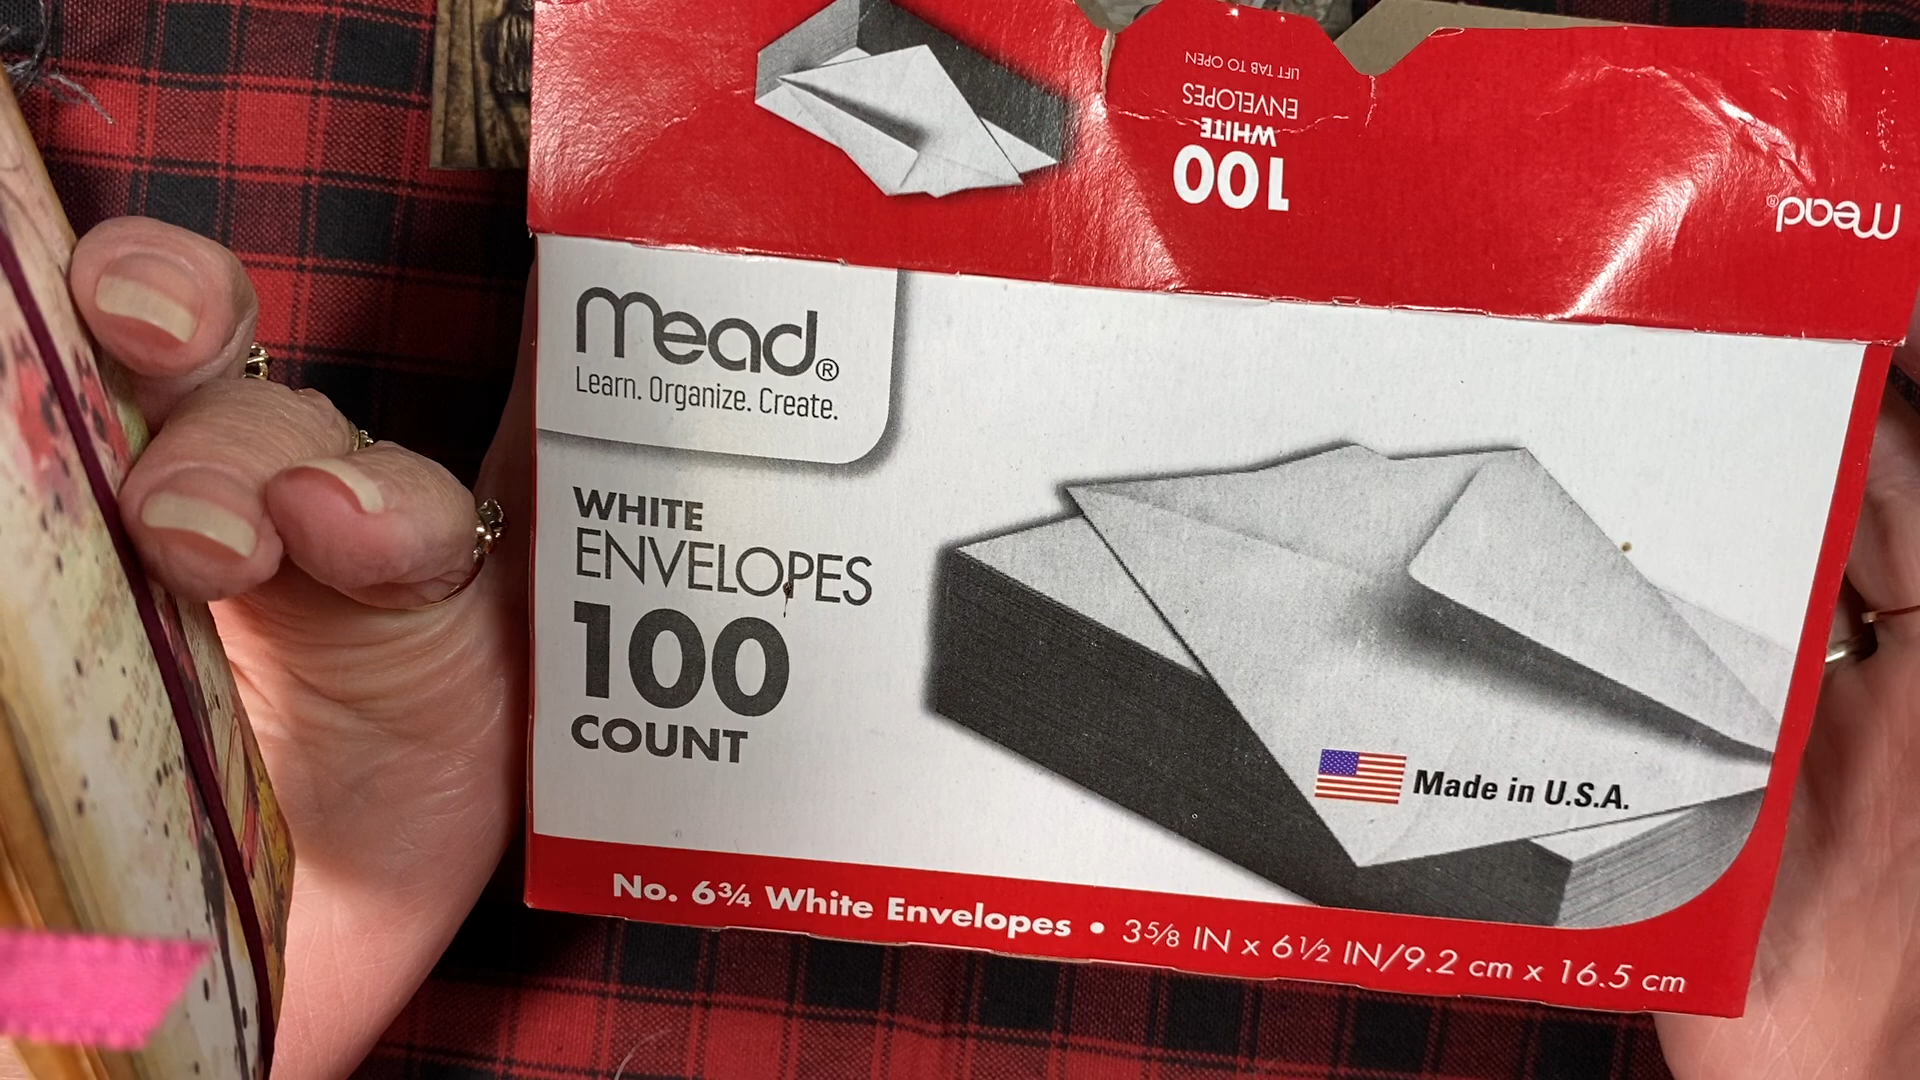 LIFT TAB TO OPEN
ENVELOPES
WHITE
100
mead®
mead®
Learn. Organize. Create.
WHITE
ENVELOPES
100
COUNT
Made in U.S.A.
No. 6¾ White Envelopes • 3⅝ IN x 6½ IN/9.2 cm x 16.5 cm